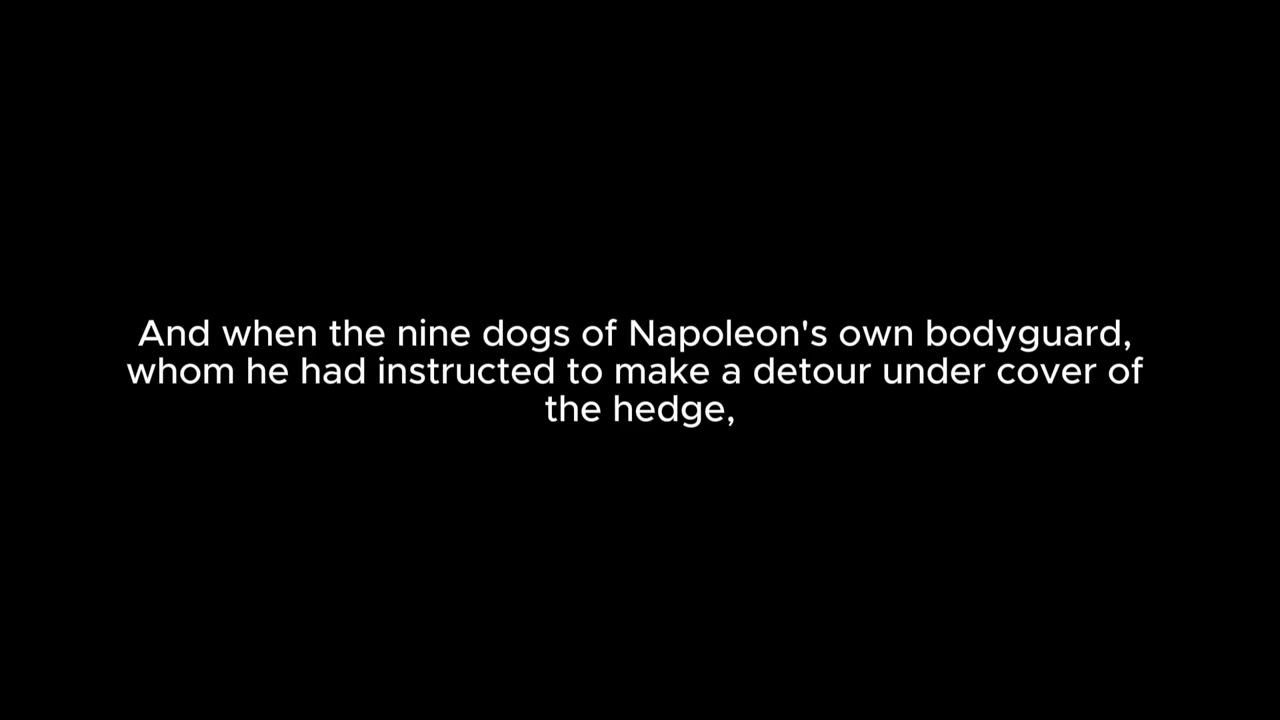 And when the nine dogs of Napoleon's own bodyguard,
whom he had instructed to make a detour under cover of
the hedge,